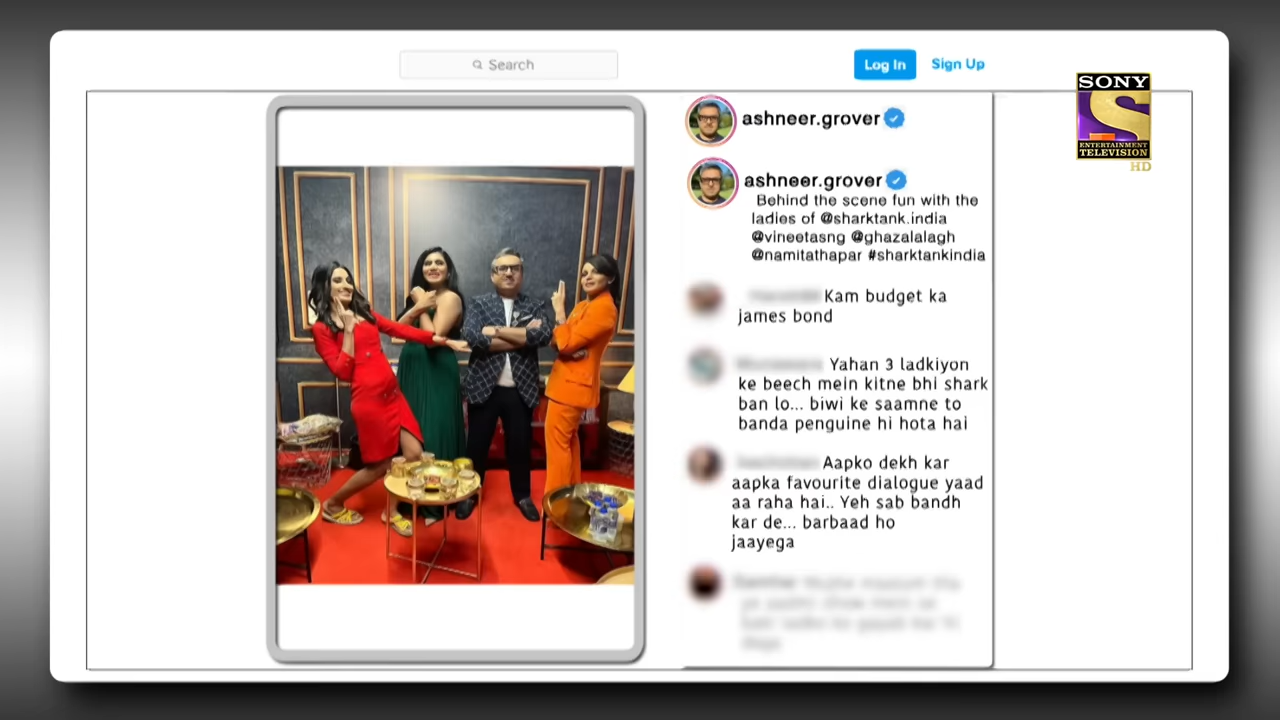 Search
Log In
Sign Up
SONY
ENTERTAINMENT
TELEVISION
HD
ashneer.grover
ashneer.grover
Behind the scene fun with the
ladies of @sharktank.india
@vineetasng @ghazalalagh
@namitathapar #sharktankindia
Kam budget ka
james bond
Yahan 3 ladkiyon
ke beech mein kitne bhi shark
ban lo... biwi ke saamne to
banda penguine hi hota hai
Aapko dekh kar
aapka favourite dialogue yaad
aa raha hai.. Yeh sab bandh
kar de... barbaad ho
jaayega